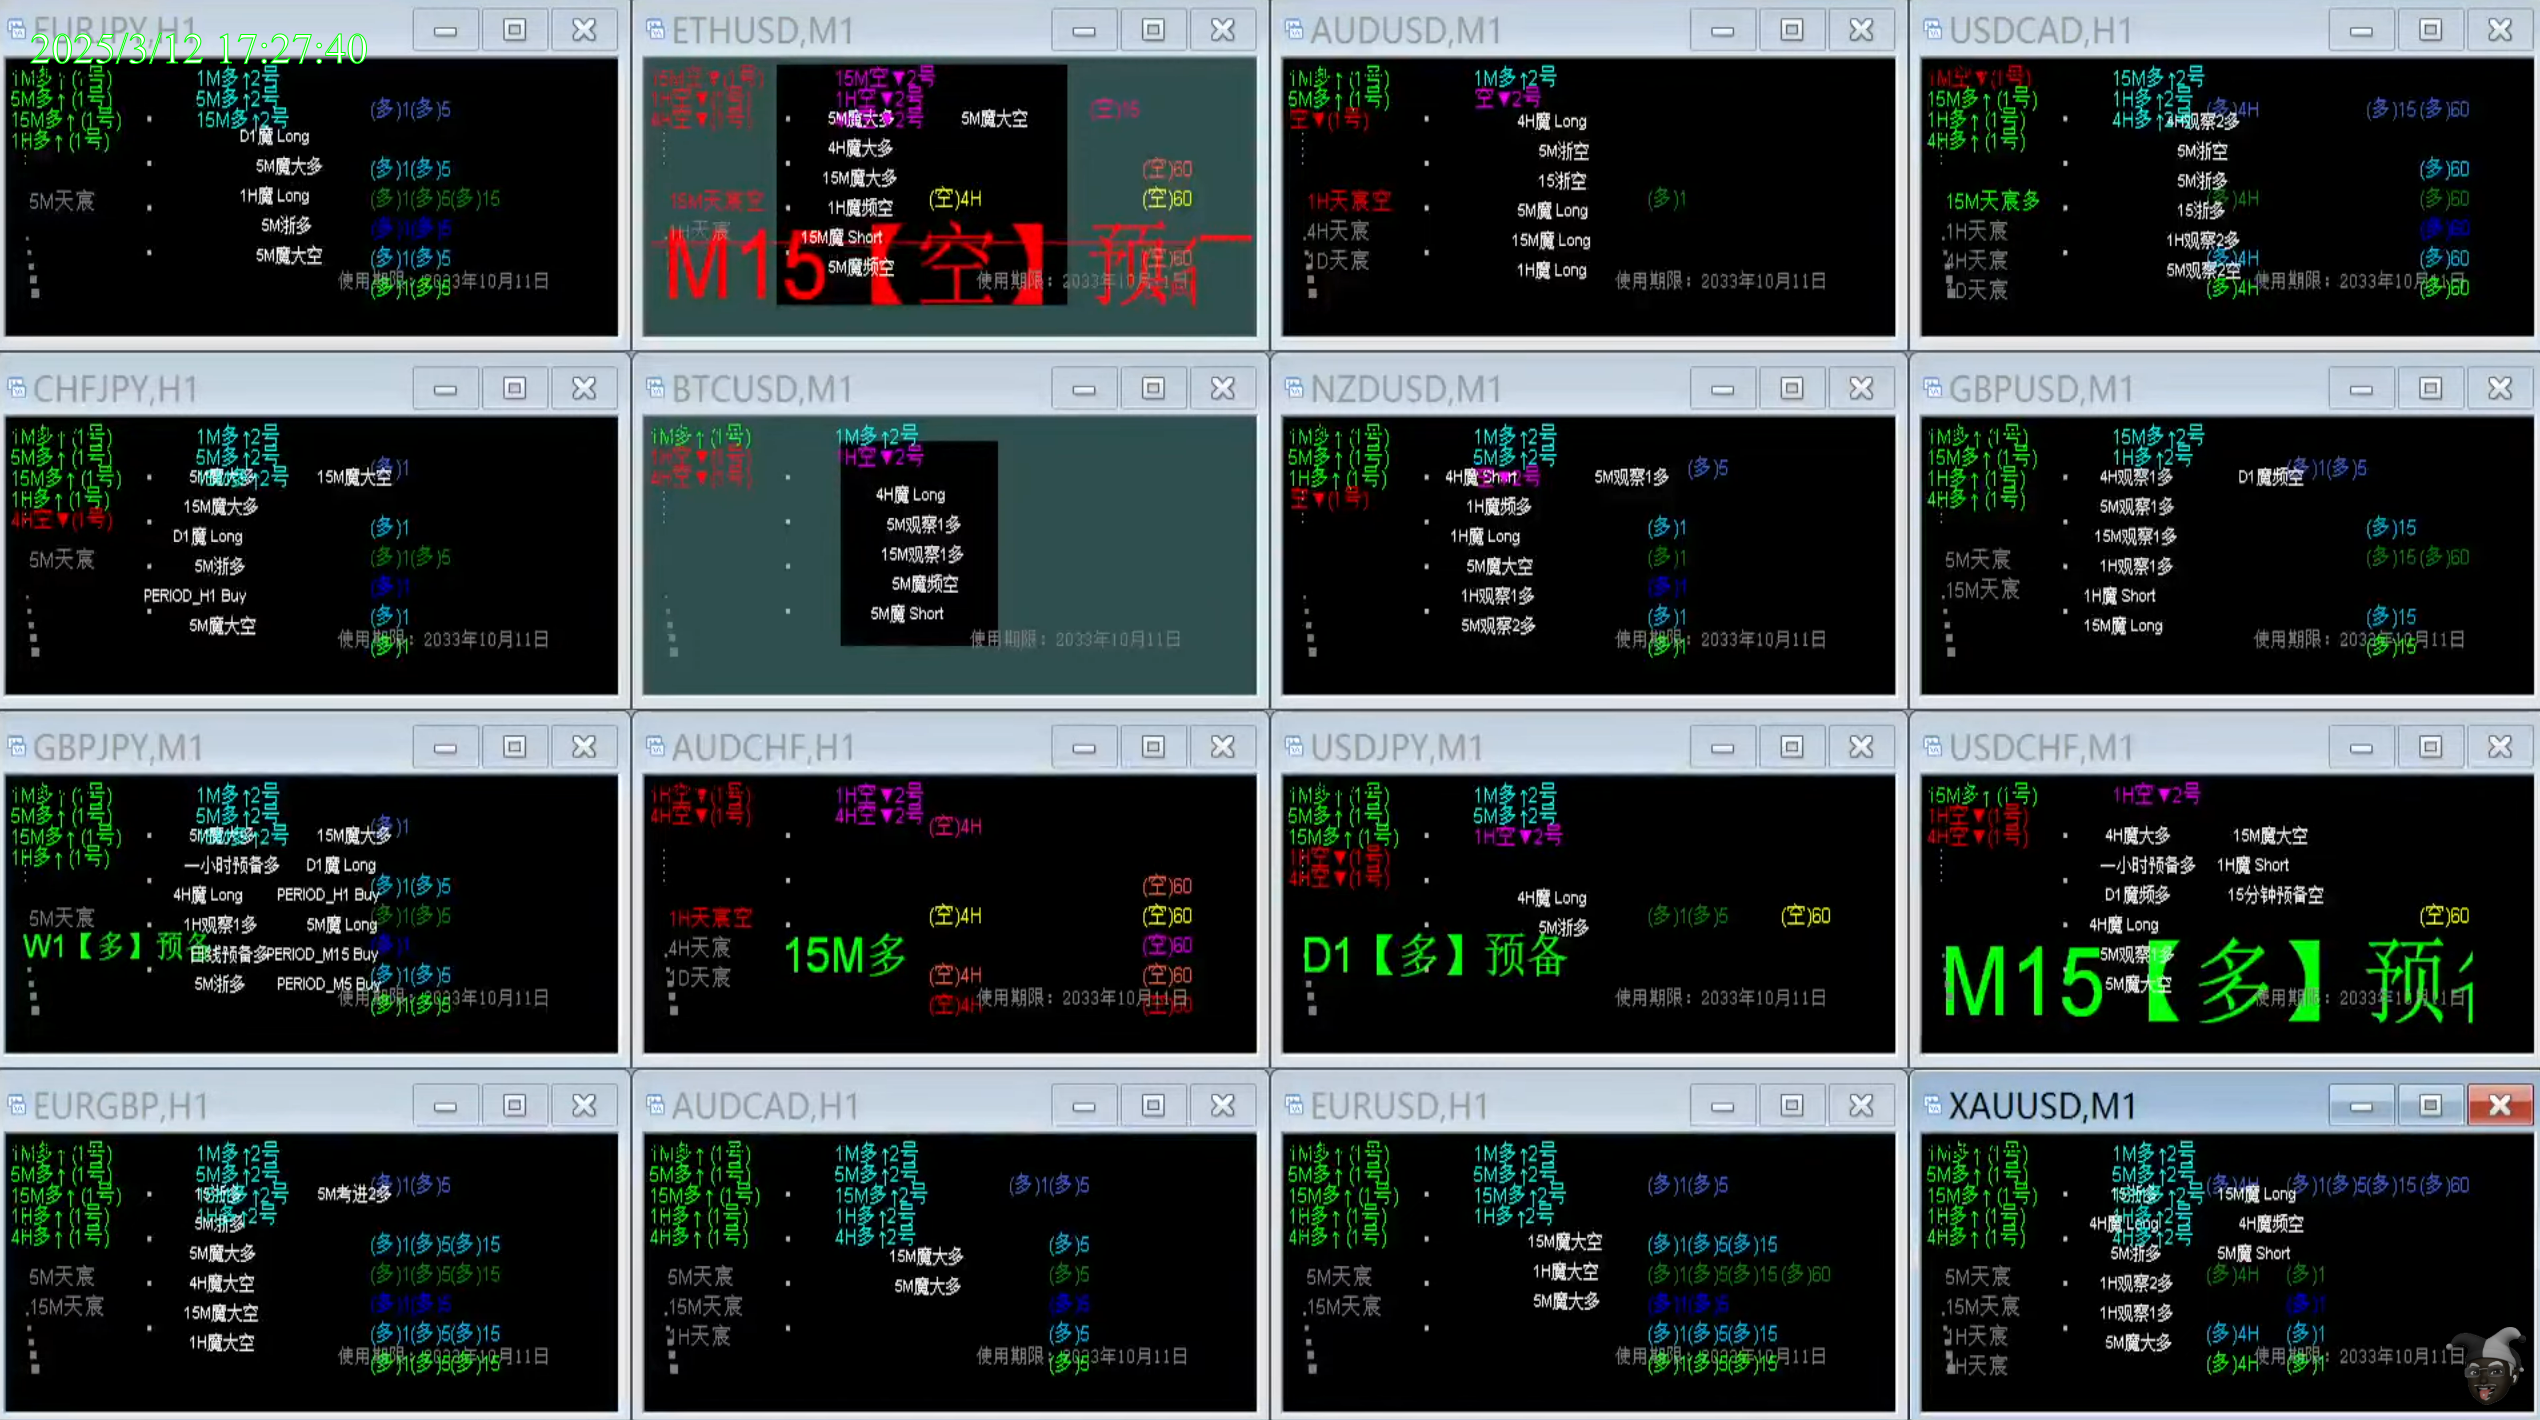 EURJPY,H1
2025/3/12 17:27:40
1M多↑(1号)
5M多↑(1号)
15M多↑(1号)
1H多↑(1号)
1M多↑2号
5M多↑2号
15M多↑2号
D1魔 Long
5M魔大多
1H魔 Long
5M浙多
5M魔大空
5M天宸
(多)1(多)5
(多)1(多)5
(多)1(多)5(多)15
(多)1(多)5
(多)1(多)5
(多)1(多)5
使用期限: 2033年10月11日
ETHUSD,M1
15M空▼(1号)
1H空▼(1号)
4H空▼(1号)
15M空▼2号
1H空▼2号
4H空▼2号
5M魔大多 5M魔大空
4H魔大多
15M魔大多
1H魔频空
15M魔 Short
5M魔频空
15M天宸空
1H天宸
(空)15
(空)60
(空)4H (空)60
(空)60
M15【空】预
使用期限: 2033年10月11日
AUDUSD,M1
1M多↑(1号)
5M多↑(1号)
空▼(1号)
1M多↑2号
空▼2号
4H魔 Long
5M浙空
15浙空
5M魔 Long
15M魔 Long
1H魔 Long
1H天宸空
4H天宸
1D天宸
(多)1
使用期限: 2033年10月11日
USDCAD,H1
1M空▼(1号)
15M多↑(1号)
1H多↑(1号)
4H多↑(1号)
15M多↑2号
1H多↑2号
4H多↑2号
4H观察2多
5M浙空
5M浙多
15浙多
1H观察2多
5M观察2空
15M天宸多
1H天宸
4H天宸
1D天宸
(多)4H (多)15(多)60
(多)60
(多)4H (多)60
(多)60
(多)4H (多)60
(多)4H (多)60
使用期限: 2033年10月11日
CHFJPY,H1
1M多↑(1号)
5M多↑(1号)
15M多↑(1号)
1H多↑(1号)
4H空▼(1号)
1M多↑2号
5M多↑2号
15M多↑2号
5M魔大多 15M魔大空
15M魔大多
D1魔 Long
5M浙多
PERIOD_H1 Buy
5M魔大空
5M天宸
(多)1
(多)1
(多)1(多)5
(多)1
(多)1
(多)1
使用期限: 2033年10月11日
BTCUSD,M1
1M多↑(1号)
1H空▼(1号)
4H空▼(1号)
1M多↑2号
1H空▼2号
4H魔 Long
5M观察1多
15M观察1多
5M魔频空
5M魔 Short
使用期限: 2033年10月11日
NZDUSD,M1
1M多↑(1号)
5M多↑(1号)
1H多↑(1号)
空▼(1号)
1M多↑2号
5M多↑2号
空▼2号
4H魔 Short 5M观察1多
1H魔频多
1H魔 Long
5M魔大空
1H观察1多
5M观察2多
(多)5
(多)1
(多)1
(多)1
(多)1
(多)1
使用期限: 2033年10月11日
GBPUSD,M1
1M多↑(1号)
15M多↑(1号)
1H多↑(1号)
4H多↑(1号)
15M多↑2号
1H多↑2号
4H观察1多 D1魔频空
5M观察1多
15M观察1多
1H观察1多
1H魔 Short
15M魔 Long
5M天宸
15M天宸
(多)1(多)5
(多)15
(多)15(多)60
(多)15
(多)15
使用期限: 2033年10月11日
GBPJPY,M1
1M多↑(1号)
5M多↑(1号)
15M多↑(1号)
1H多↑(1号)
1M多↑2号
5M多↑2号
15M多↑2号
5M魔大多 15M魔大多
一小时预备多 D1魔 Long
4H魔 Long PERIOD_H1 Buy
1H观察1多 5M魔 Long
日线预备多 PERIOD_M15 Buy
5M浙多 PERIOD_M5 Buy
5M天宸
W1【多】预备
(多)1
(多)1(多)5
(多)1(多)5
(多)1
(多)1(多)5
(多)1(多)5
使用期限: 2033年10月11日
AUDCHF,H1
1H空▼(1号)
4H空▼(1号)
1H空▼2号
4H空▼2号
1H天宸空
4H天宸
1D天宸
15M多
(空)4H
(空)60
(空)4H (空)60
(空)60
(空)4H (空)60
(空)4H (空)60
使用期限: 2033年10月11日
USDJPY,M1
1M多↑(1号)
5M多↑(1号)
15M多↑(1号)
1H空▼(1号)
4H空▼(1号)
1M多↑2号
5M多↑2号
1H空▼2号
4H魔 Long
5M浙多
(多)1(多)5 (空)60
D1【多】预备
使用期限: 2033年10月11日
USDCHF,M1
15M多↑(1号)
1H空▼(1号)
4H空▼(1号)
1H空▼2号
4H魔大多 15M魔大空
一小时预备多 1H魔 Short
D1魔频多 15分钟预备空
4H魔 Long
5M观察1多
5M魔大空
(空)60
M15【多】预
使用期限: 2033年10月11日
EURGBP,H1
1M多↑(1号)
5M多↑(1号)
15M多↑(1号)
1H多↑(1号)
4H多↑(1号)
1M多↑2号
5M多↑2号
15M多↑2号
1H多↑2号
15浙多 5M考进2多
5M浙多
5M魔大多
4H魔大空
15M魔大空
1H魔大空
5M天宸
15M天宸
(多)1(多)5
(多)1(多)5(多)15
(多)1(多)5(多)15
(多)1(多)5
(多)1(多)5(多)15
(多)1(多)5(多)15
使用期限: 2033年10月11日
AUDCAD,H1
1M多↑(1号)
5M多↑(1号)
15M多↑(1号)
1H多↑(1号)
4H多↑(1号)
1M多↑2号
5M多↑2号
15M多↑2号
1H多↑2号
4H多↑2号
15M魔大多
5M魔大多
5M天宸
15M天宸
1H天宸
(多)1(多)5
(多)5
(多)5
(多)5
(多)5
(多)5
使用期限: 2033年10月11日
EURUSD,H1
1M多↑(1号)
5M多↑(1号)
15M多↑(1号)
1H多↑(1号)
4H多↑(1号)
1M多↑2号
5M多↑2号
15M多↑2号
1H多↑2号
15M魔大空
1H魔大空
5M魔大多
5M天宸
15M天宸
(多)1(多)5
(多)1(多)5(多)15
(多)1(多)5(多)15(多)60
(多)1(多)5
(多)1(多)5(多)15
(多)1(多)5(多)15
使用期限: 2033年10月11日
XAUUSD,M1
1M多↑(1号)
5M多↑(1号)
15M多↑(1号)
1H多↑(1号)
4H多↑(1号)
1M多↑2号
5M多↑2号
15M多↑2号
1H多↑2号
4H多↑2号
15浙多 15M魔 Long
4H魔 Long 4H魔频空
5M浙多 5M魔 Short
1H观察2多
1H观察1多
5M魔大多
5M天宸
15M天宸
1H天宸
4H天宸
(多)4H (多)1(多)5(多)15(多)60
(多)4H (多)1
(多)1
(多)4H (多)1
(多)4H (多)1
使用期限: 2033年10月11日